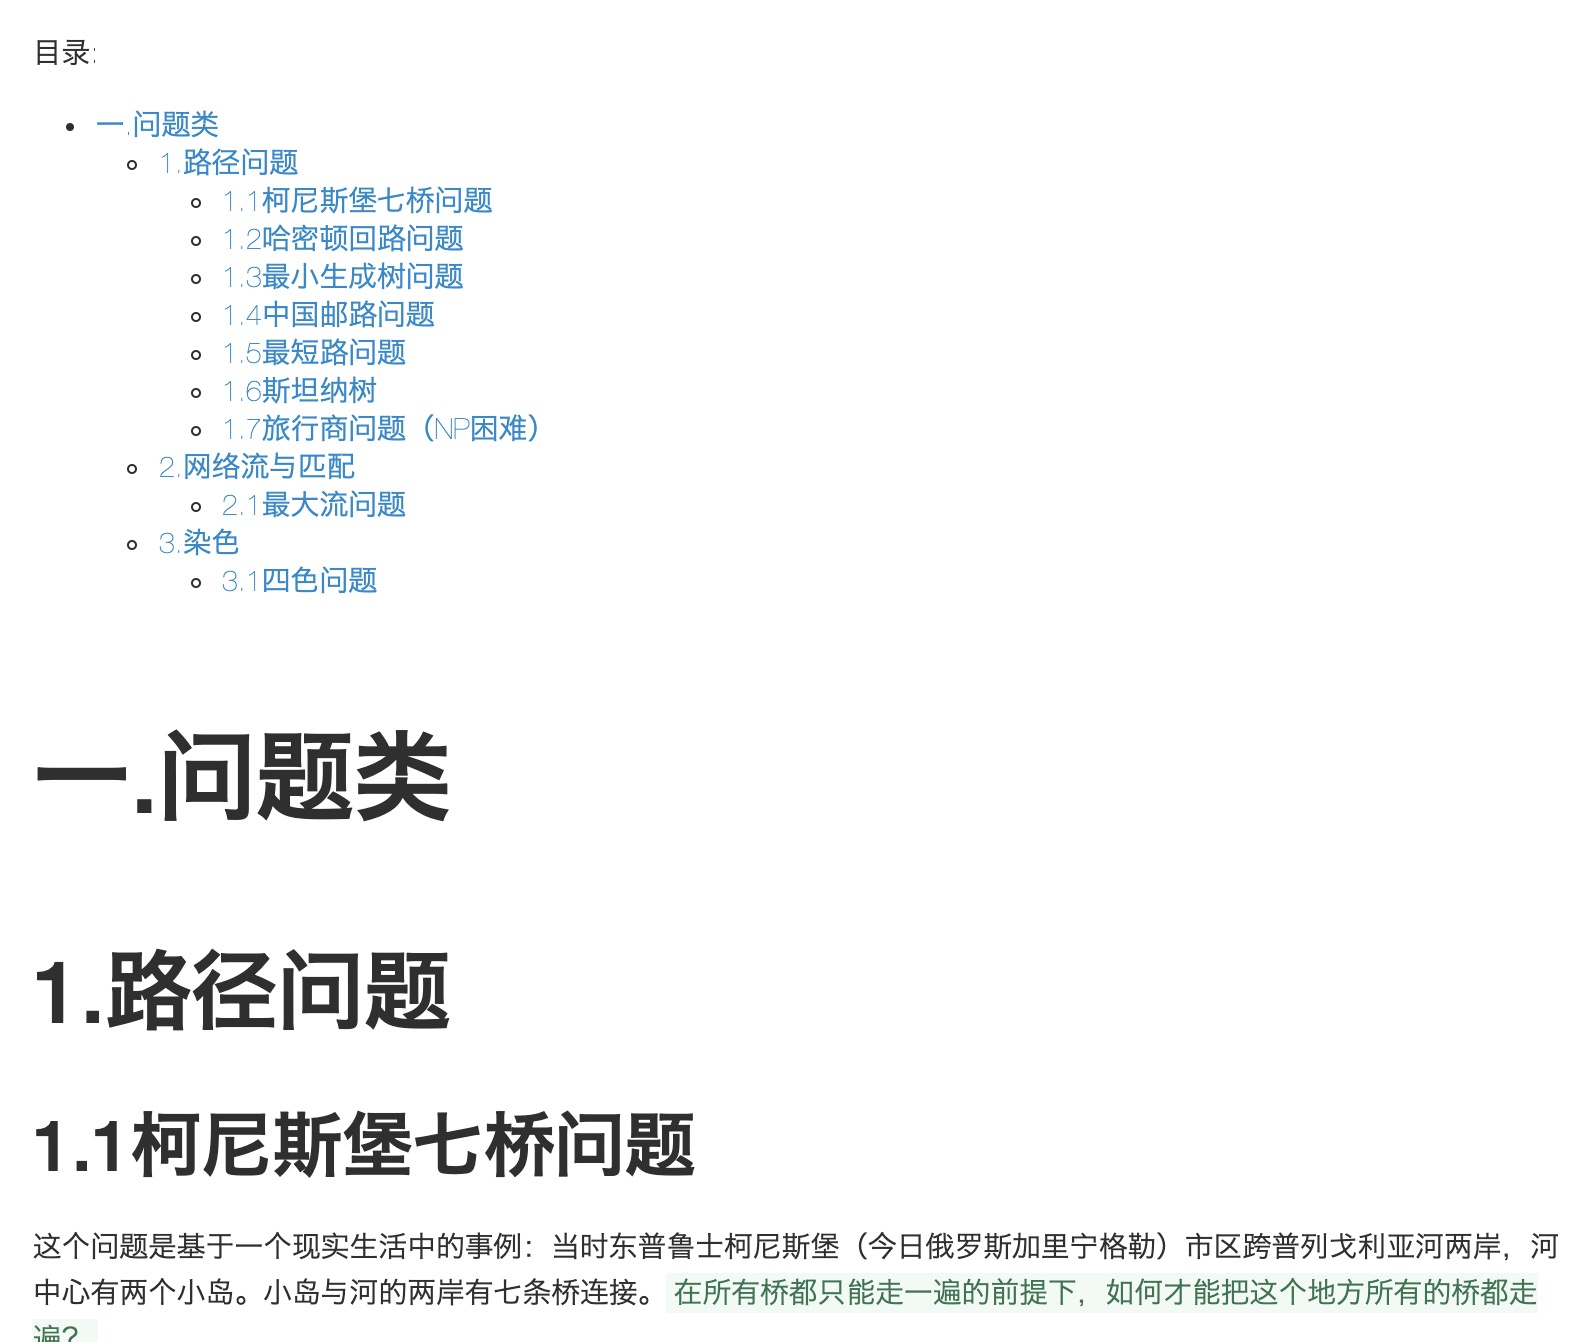 目录:
一.问题类
1.路径问题
1.1柯尼斯堡七桥问题
1.2哈密顿回路问题
1.3最小生成树问题
1.4中国邮路问题
1.5最短路问题
1.6斯坦纳树
1.7旅行商问题（NP困难）
2.网络流与匹配
2.1最大流问题
3.染色
3.1四色问题
一.问题类
1.路径问题
1.1柯尼斯堡七桥问题
这个问题是基于一个现实生活中的事例：当时东普鲁士柯尼斯堡（今日俄罗斯加里宁格勒）市区跨普列戈利亚河两岸，河
中心有两个小岛。小岛与河的两岸有七条桥连接。在所有桥都只能走一遍的前提下，如何才能把这个地方所有的桥都走
遍？